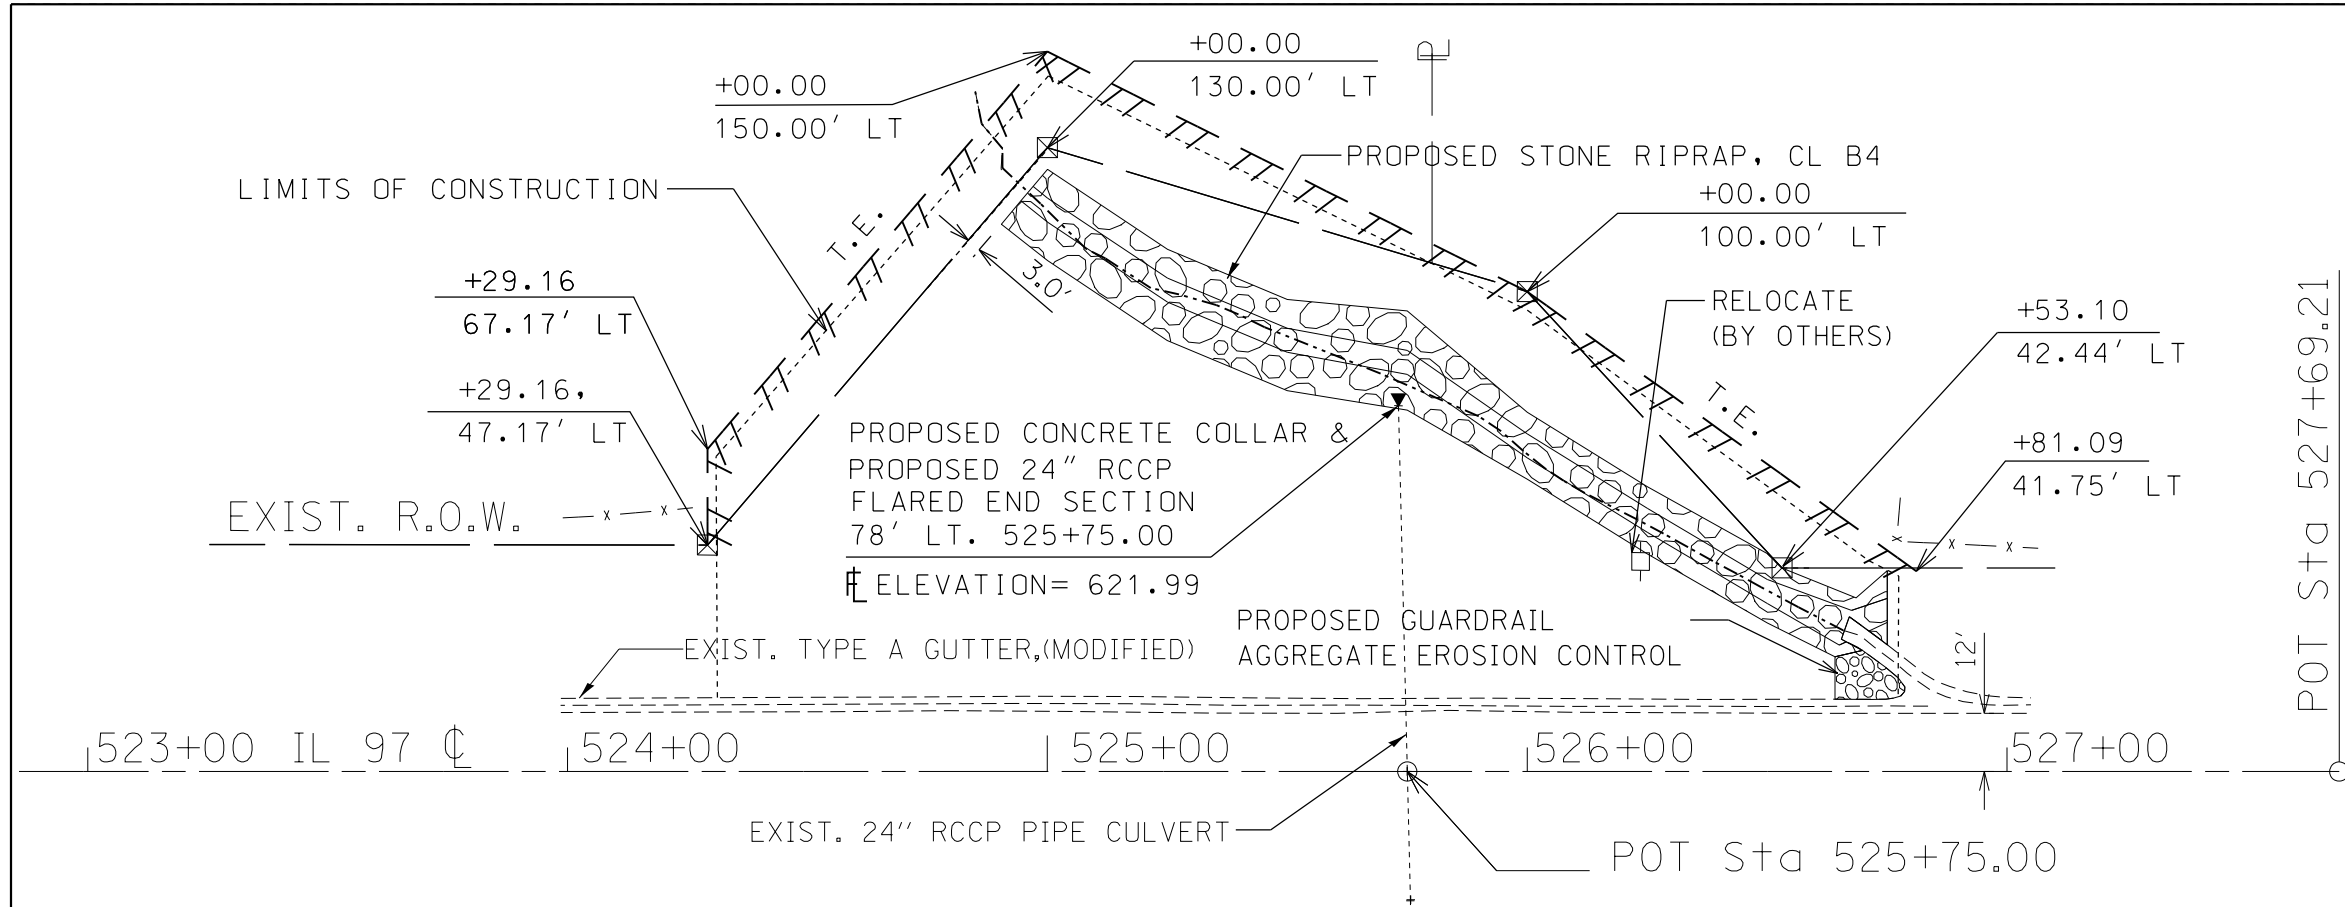 +00.00
130.00' LT
+00.00
150.00' LT
PROPOSED STONE RIPRAP, CL B4
LIMITS OF CONSTRUCTION
+00.00
100.00' LT
T.E.
+29.16
67.17' LT
3.0'
RELOCATE
(BY OTHERS)
+53.10
42.44' LT
POT Sta 527+69.21
+29.16,
47.17' LT
T.E.
PROPOSED CONCRETE COLLAR &
PROPOSED 24" RCCP
FLARED END SECTION
78' LT. 525+75.00
FL ELEVATION= 621.99
+81.09
41.75' LT
EXIST. R.O.W.
x x
x x x
PROPOSED GUARDRAIL
AGGREGATE EROSION CONTROL
EXIST. TYPE A GUTTER,(MODIFIED)
12'
523+00 IL 97 CL
524+00
525+00
526+00
527+00
EXIST. 24" RCCP PIPE CULVERT
POT Sta 525+75.00
PL